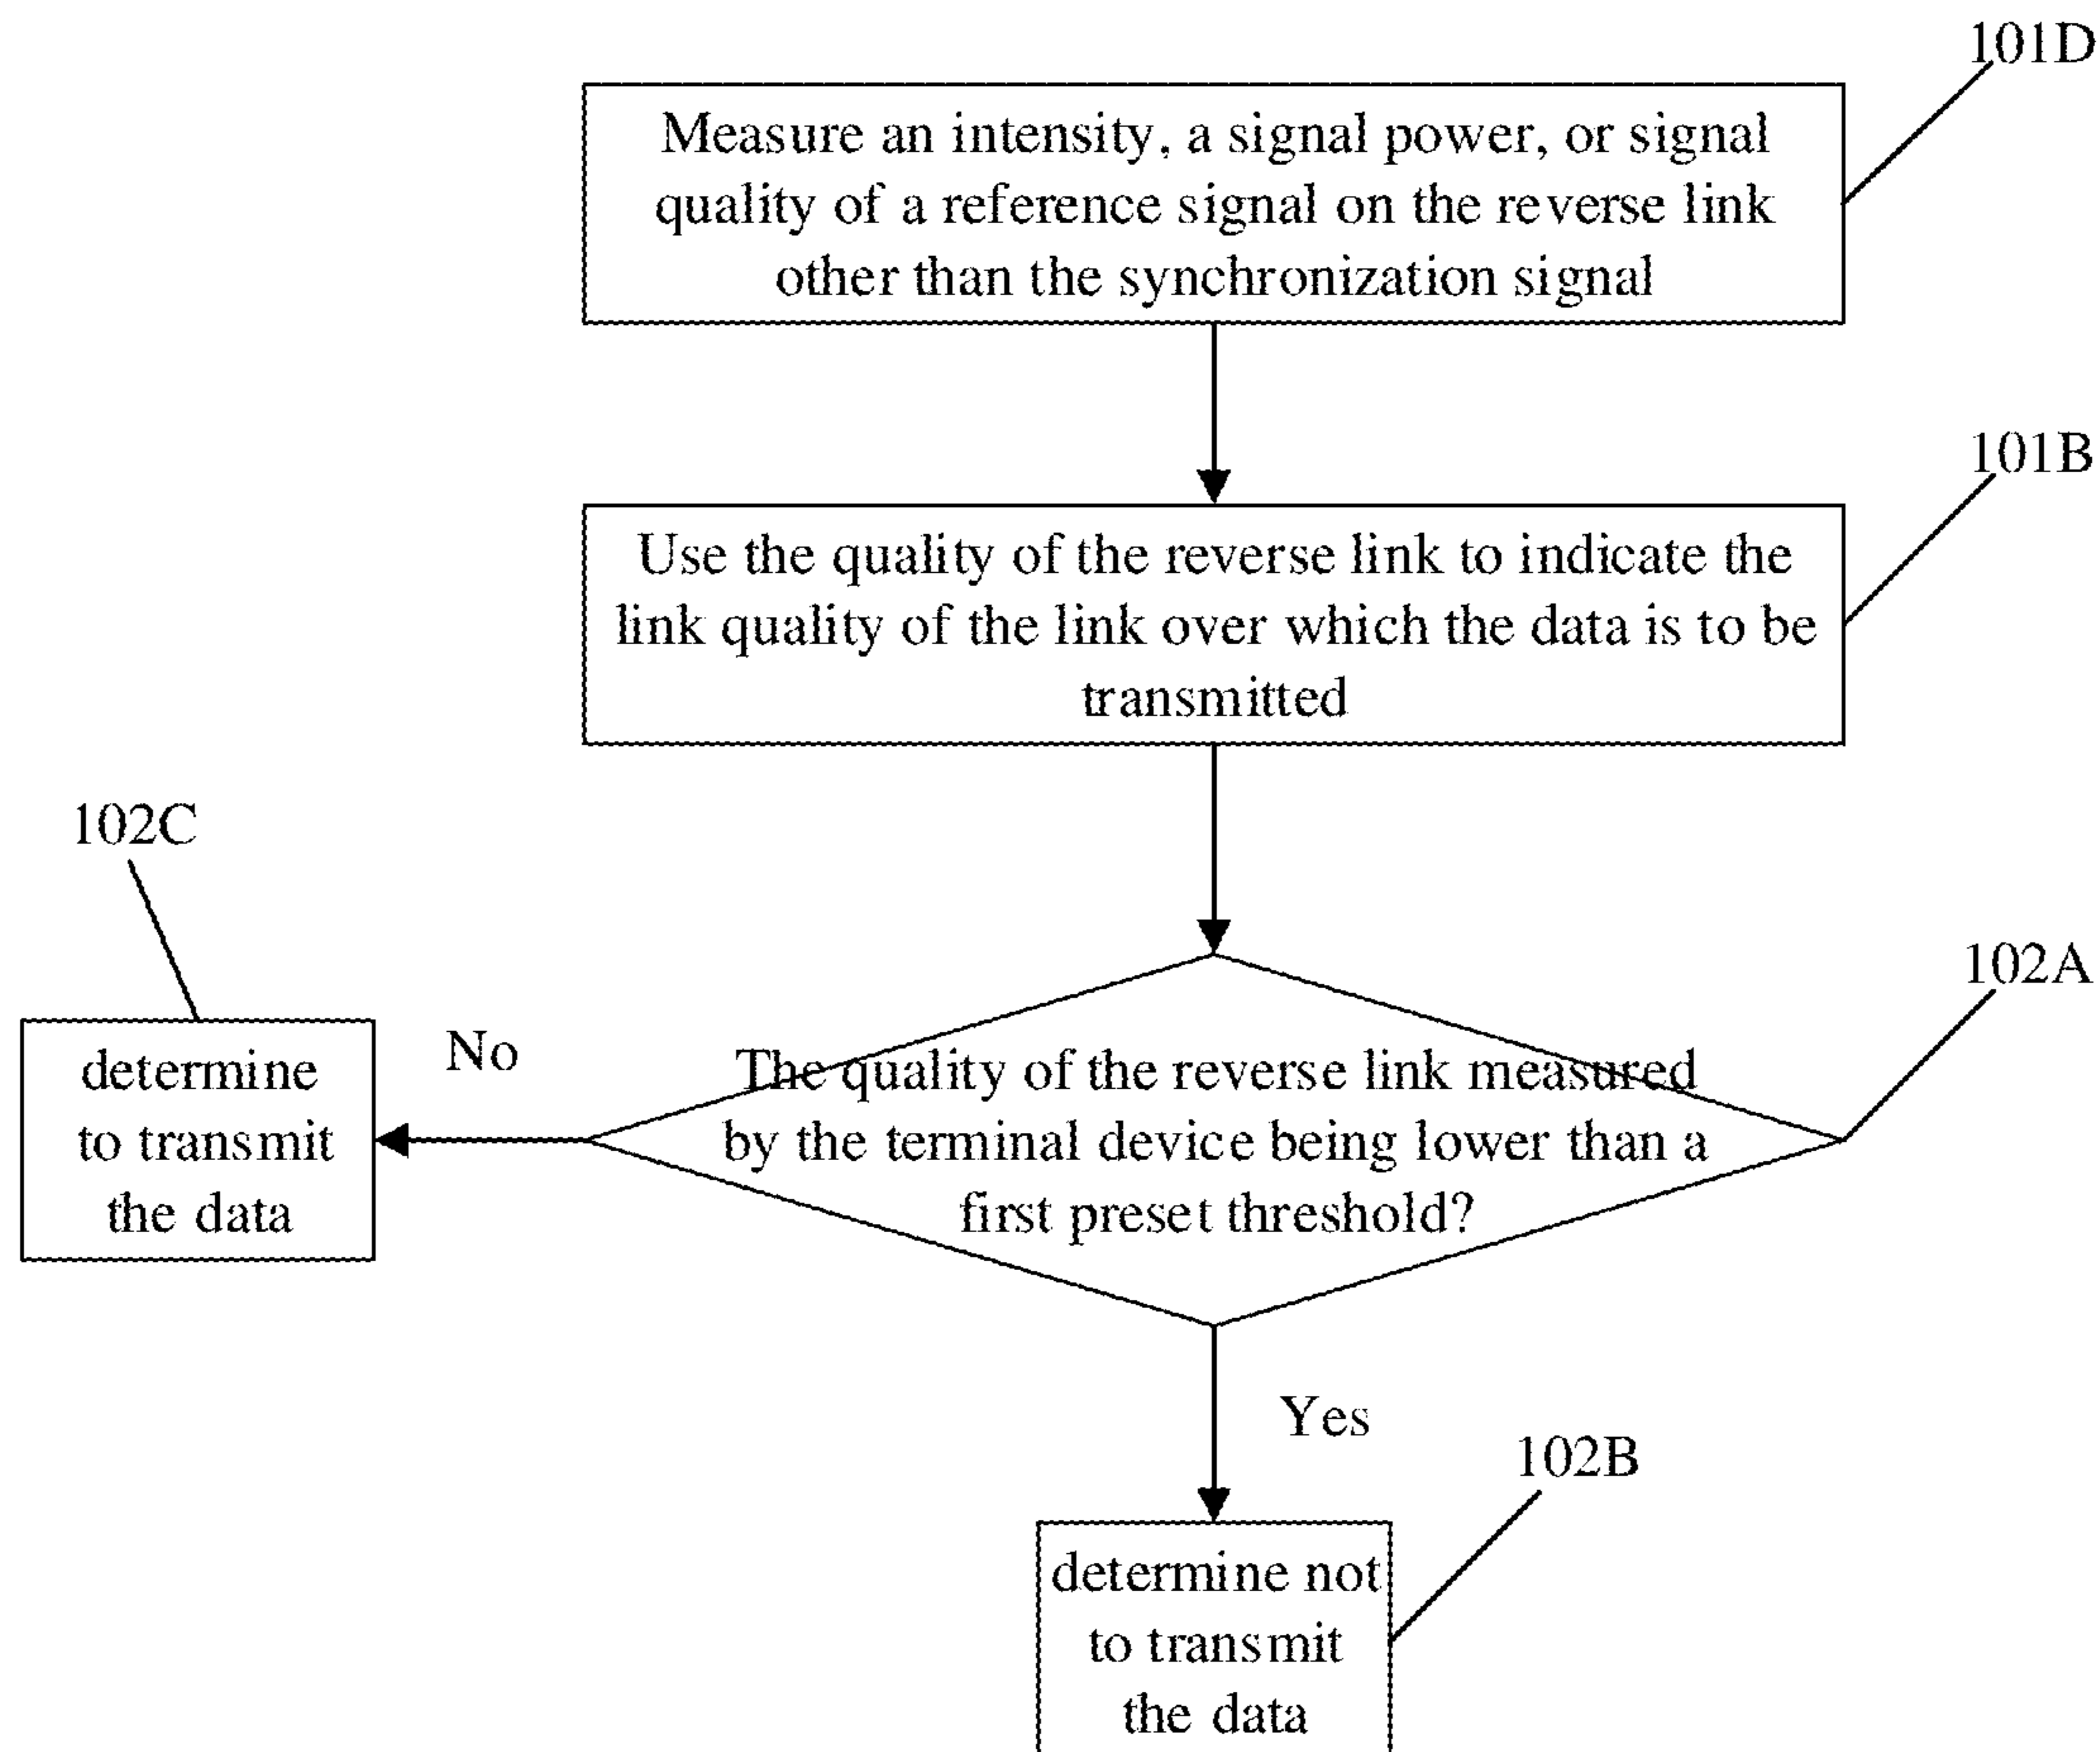 101D
Measure an intensity, a signal power, or signal
quality of a reference signal on the reverse link
other than the synchronization signal
101B
Use the quality of the reverse link to indicate the
link quality of the link over which the data is to be
transmitted
102C
102A
No
determine
to transmit
the data
The quality of the reverse link measured
by the terminal device being lower than a
first preset threshold?
Yes
102B
determine not
to transmit
the data